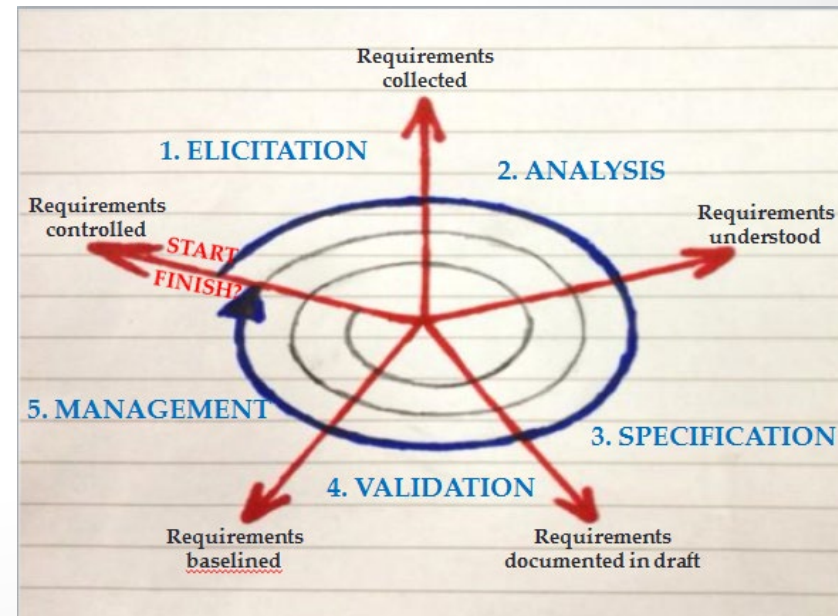 Requirements
collected
1. ELICITATION
2. ANALYSIS
Requirements
controlled
START
FINISH?
Requirements
understood
5. MANAGEMENT
3. SPECIFICATION
4. VALIDATION
Requirements
baselined
Requirements
documented in draft